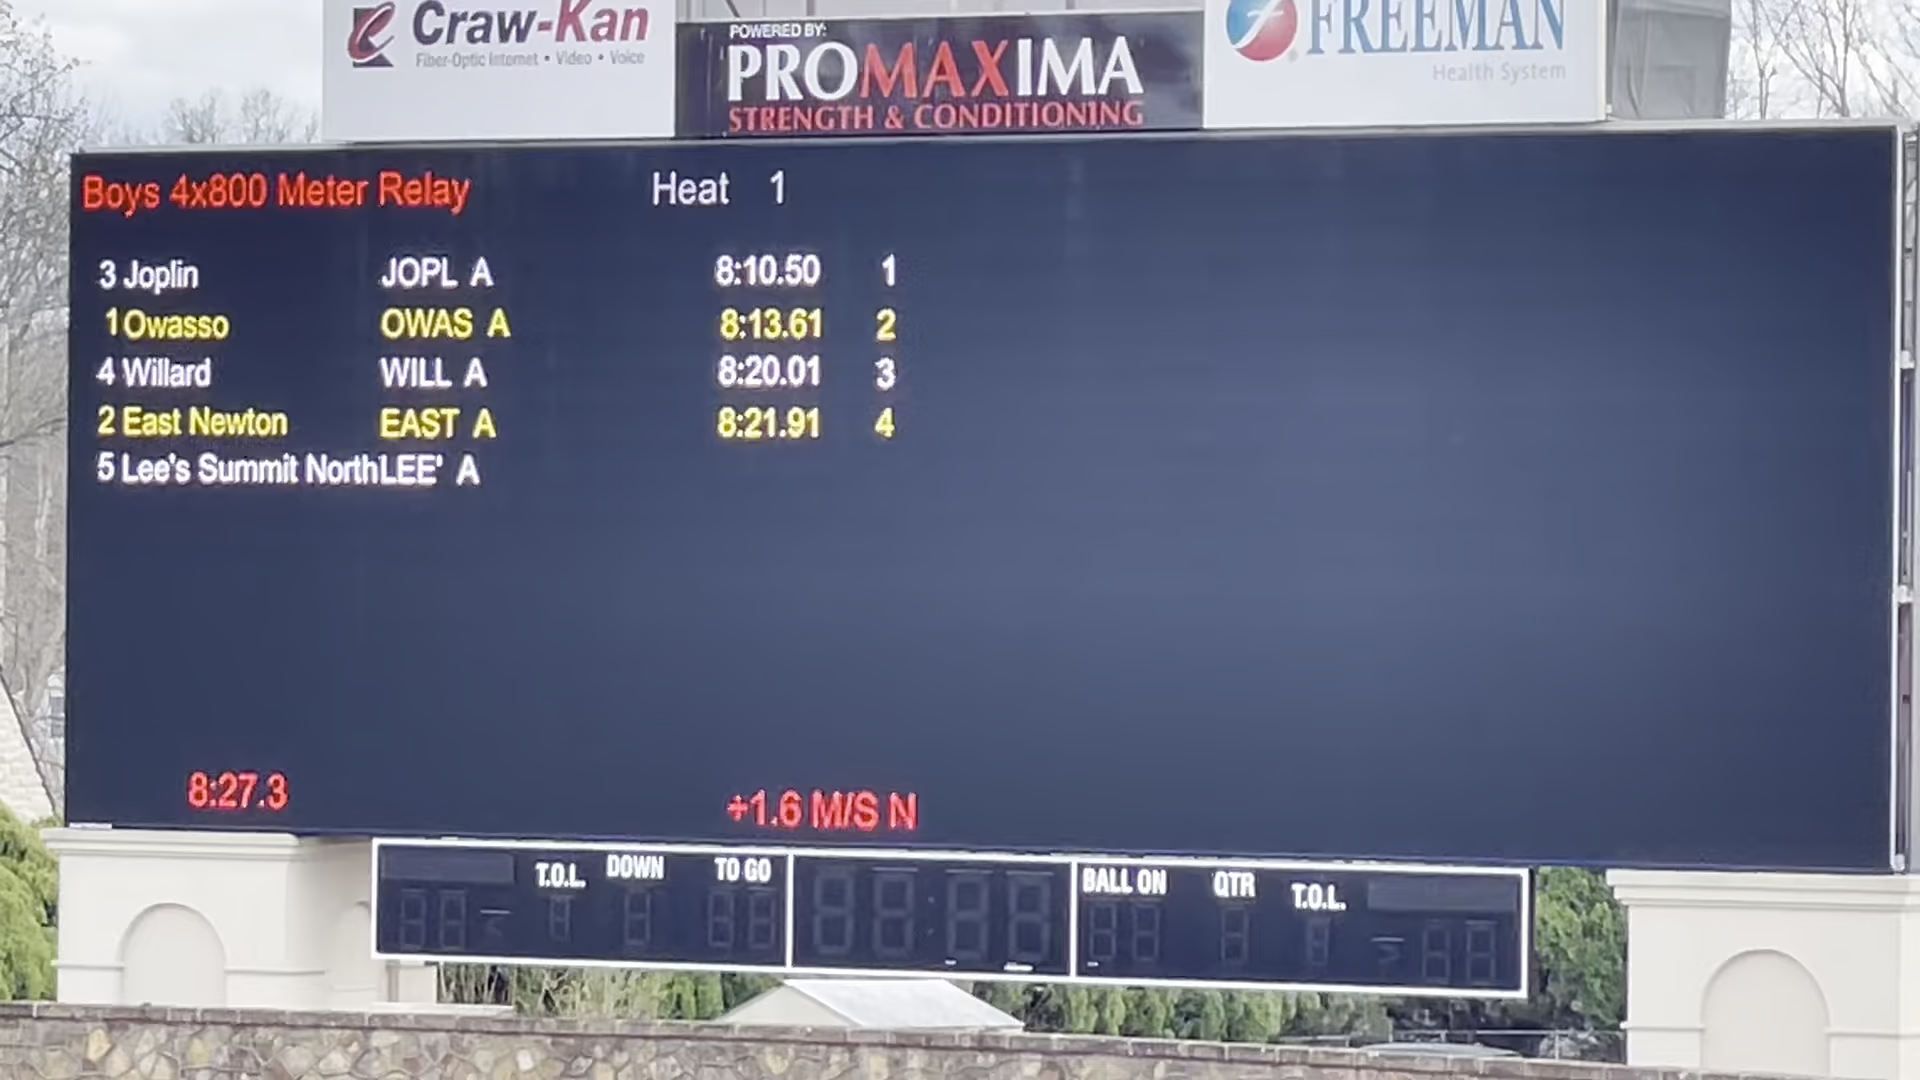 Craw-Kan
Fiber-Optic Internet • Video • Voice
POWERED BY:
PROMAXIMA
STRENGTH & CONDITIONING
FREEMAN
Health System
Boys 4x800 Meter Relay Heat 1
3 Joplin JOPL A 8:10.50 1
1 Owasso OWAS A 8:13.61 2
4 Willard WILL A 8:20.01 3
2 East Newton EAST A 8:21.91 4
5 Lee's Summit North LEE' A
8:27.3
+1.6 M/S N
T.O.L. DOWN TO GO
BALL ON QTR T.O.L.